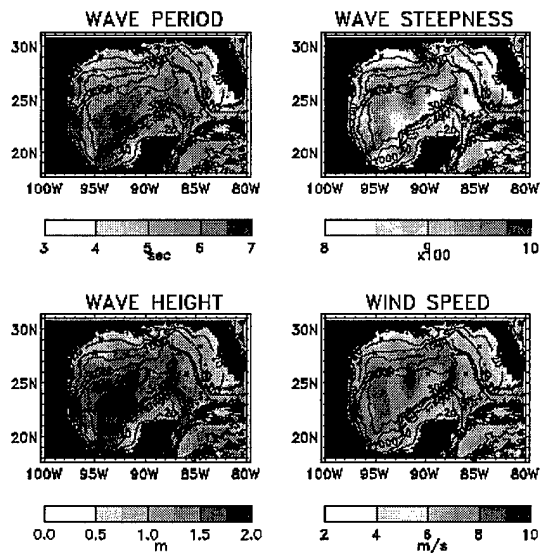 WAVE PERIOD
WAVE STEEPNESS
30N
25N
20N
100W 95W 90W 85W 80W
30N
25N
20N
100W 95W 90W 85W 80W
3 4 5 6 7
sec
8 9 10
x100
WAVE HEIGHT
WIND SPEED
30N
25N
20N
100W 95W 90W 85W 80W
30N
25N
20N
100W 95W 90W 85W 80W
0.0 0.5 1.0 1.5 2.0
m
2 4 6 8 10
m/s